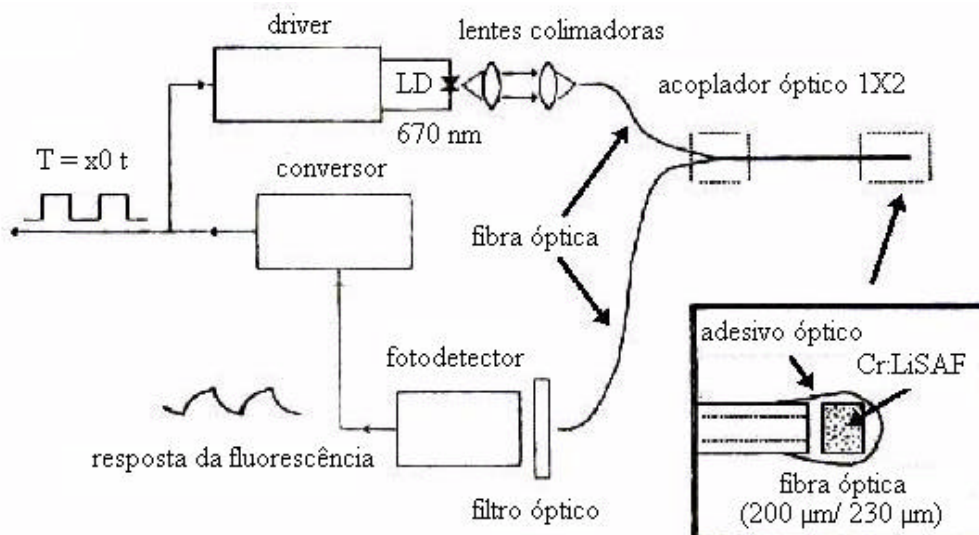 driver
lentes colimadoras
LD
670 nm
acoplador óptico 1X2
T = x0 t
conversor
fibra óptica
fotodetector
resposta da fluorescência
filtro óptico
adesivo óptico
Cr:LiSAF
fibra óptica
(200 µm/ 230 µm)